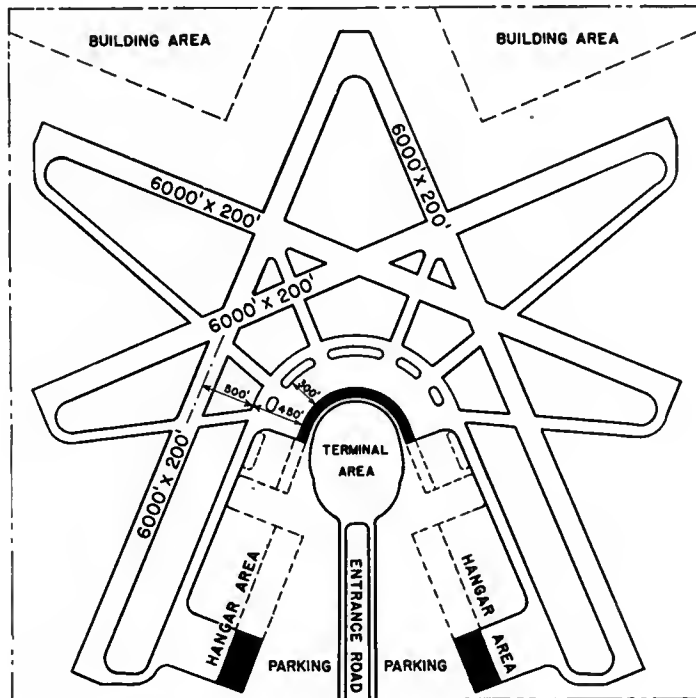 BUILDING AREA
BUILDING AREA
6000' X 200'
6000' X 200'
6000' X 200'
300'
800'
450'
6000' X 200'
TERMINAL
AREA
HANGAR AREA
ENTRANCE ROAD
HANGAR AREA
PARKING
PARKING